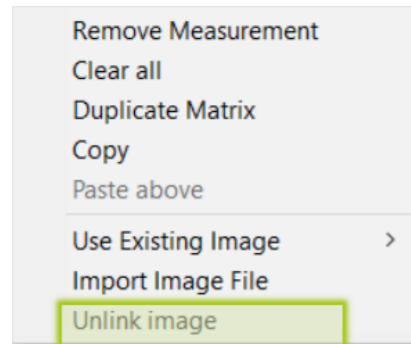 Remove Measurement
Clear all
Duplicate Matrix
Copy
Paste above
Use Existing Image
Import Image File
Unlink image